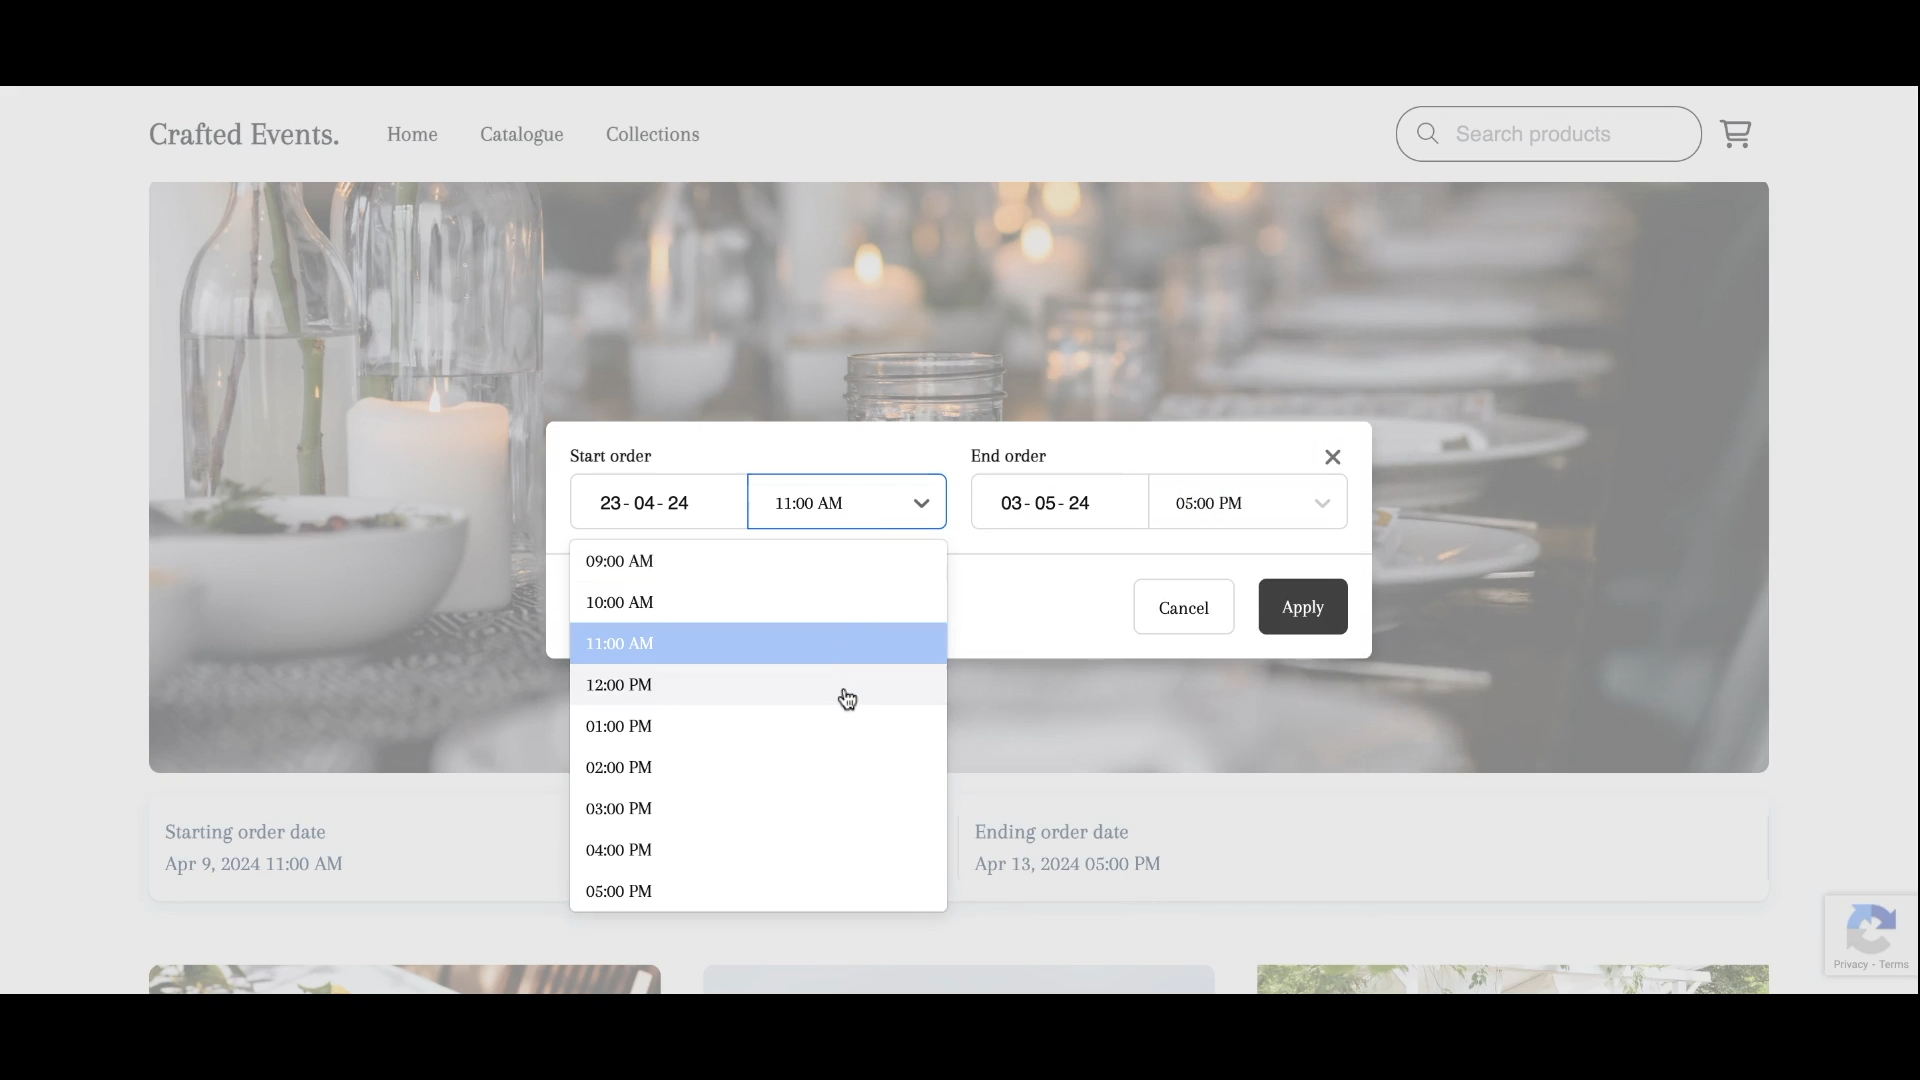 Crafted Events. Home Catalogue Collections Search products
Start order End order
23-04-24 11:00 AM 03-05-24 05:00 PM
09:00 AM
10:00 AM
11:00 AM
12:00 PM
01:00 PM
02:00 PM
03:00 PM
04:00 PM
05:00 PM
Cancel Apply
Starting order date
Apr 9, 2024 11:00 AM
Ending order date
Apr 13, 2024 05:00 PM
Privacy - Terms